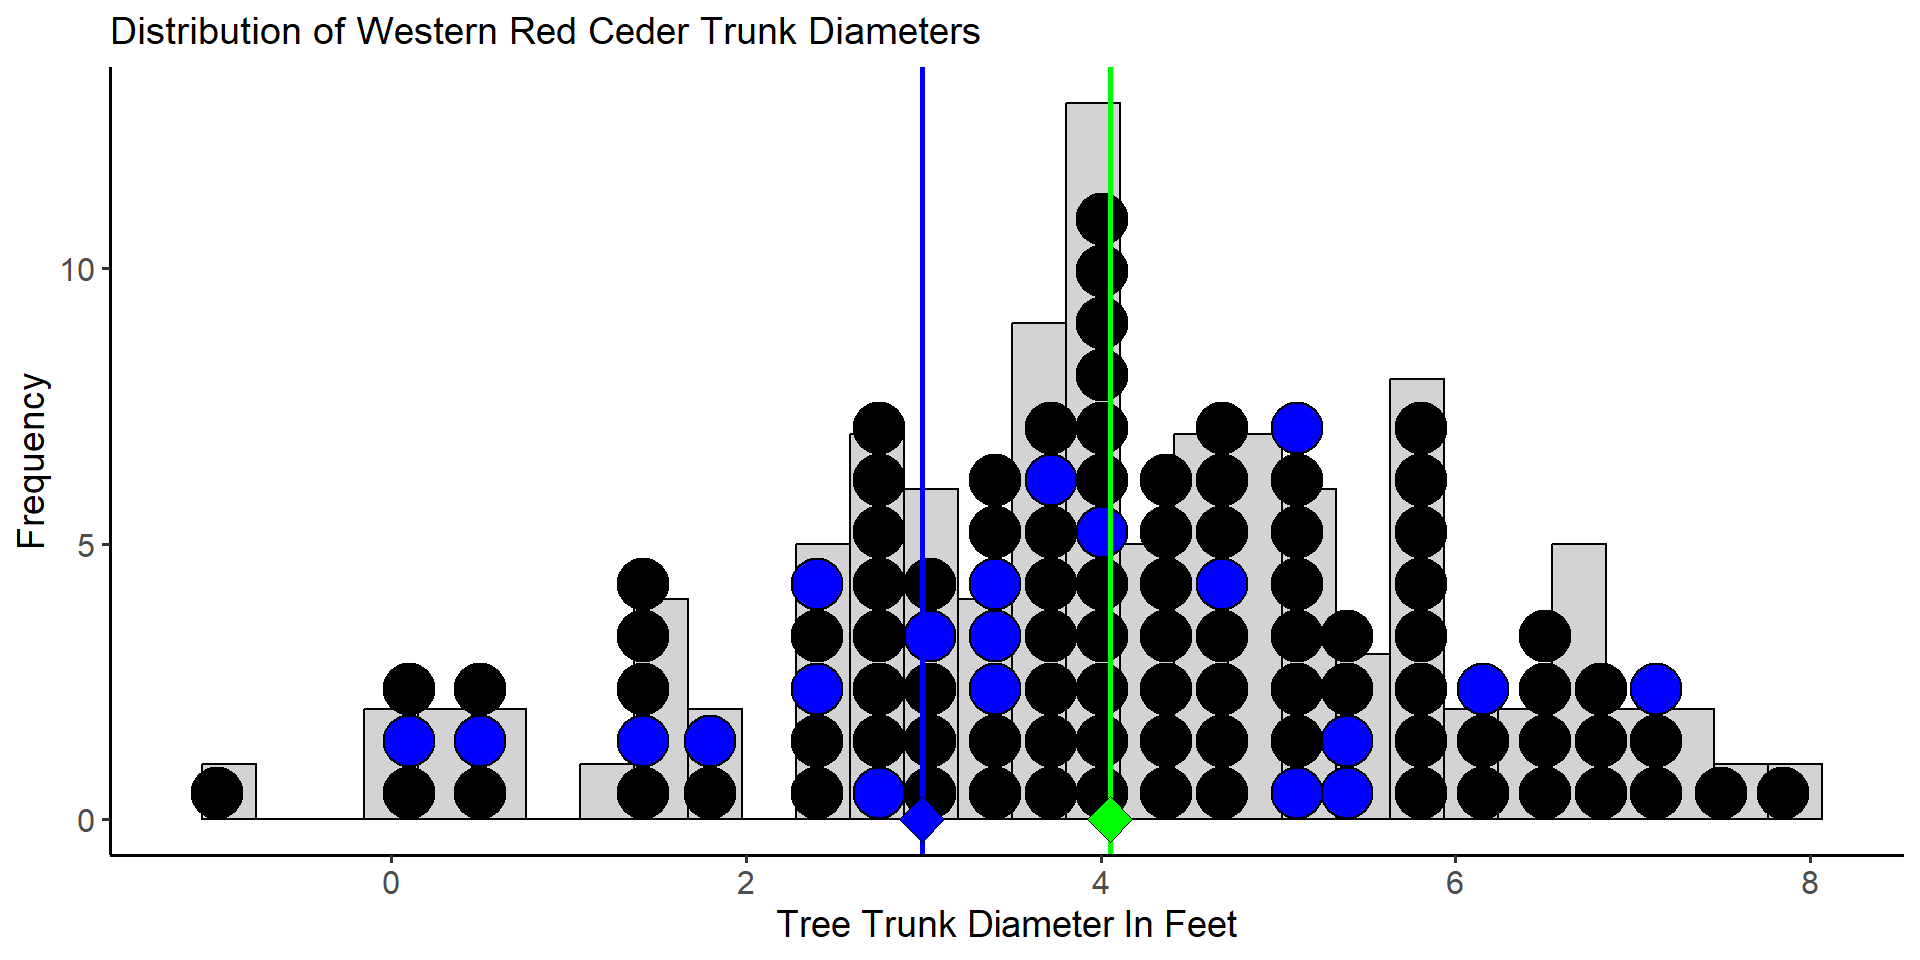 Distribution of Western Red Ceder Trunk Diameters
Frequency
10
5
0
0 2 4 6 8
Tree Trunk Diameter In Feet